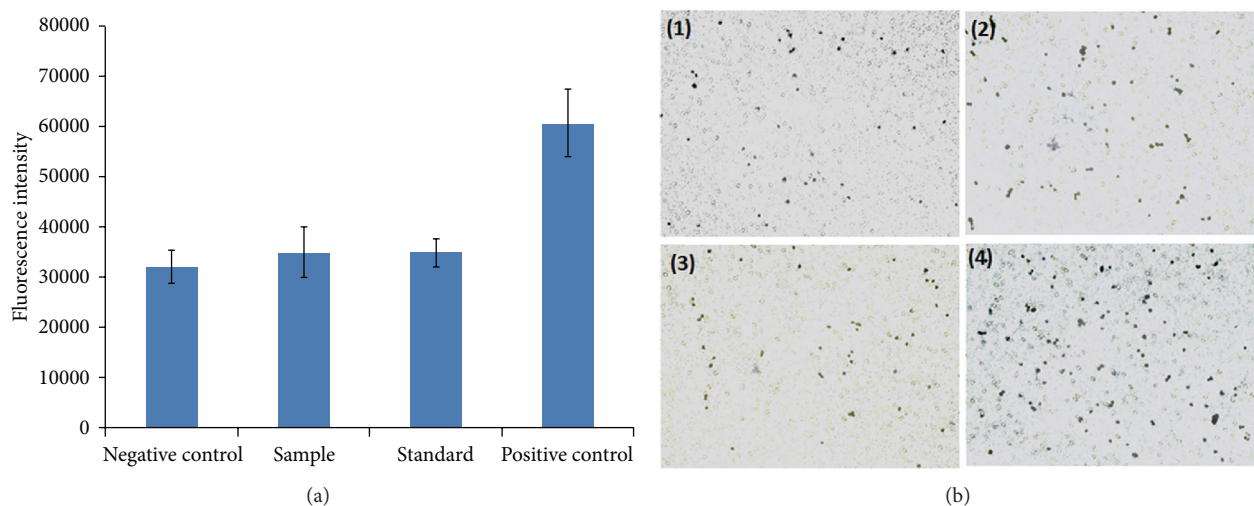 80000
70000
60000
50000
40000
30000
20000
10000
0
Fluorescence intensity
Negative control
Sample
Standard
Positive control
(a)
(1)
(2)
(3)
(4)
(b)